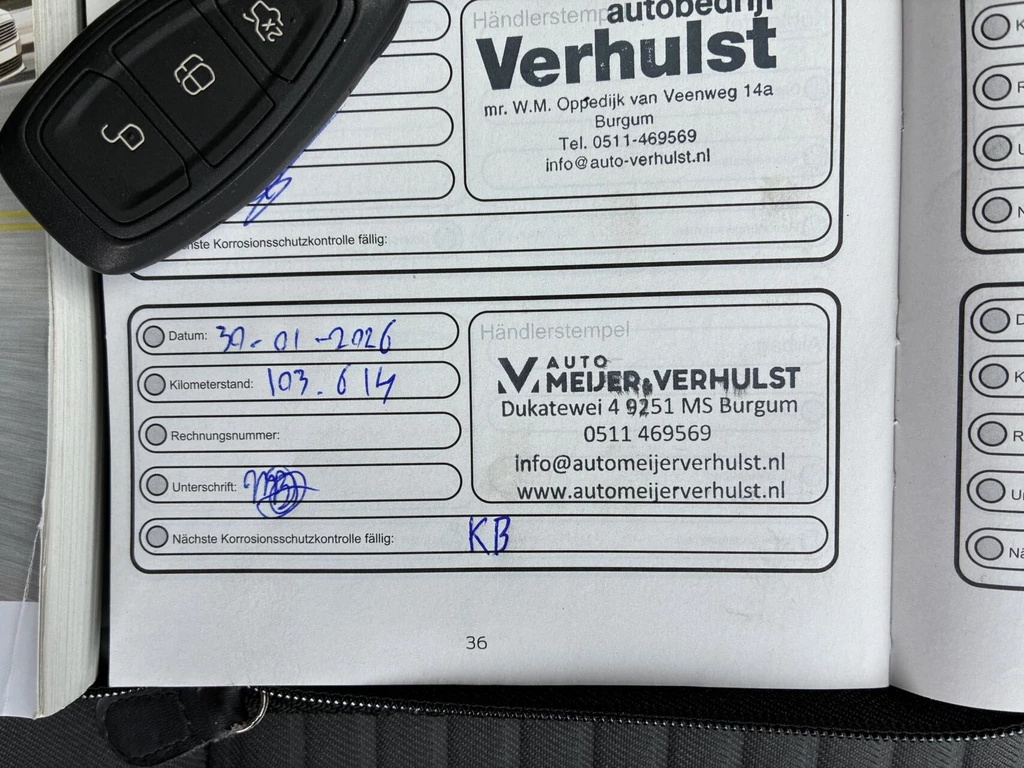 Händlerstempel
autobedrijf
Verhulst
mr. W.M. Oppedijk van Veenweg 14a
Burgum
Tel. 0511-469569
info@auto-verhulst.nl
Korrosionsschutzkontrolle fällig:
Datum: 30-01-2026
Kilometerstand: 103.614
Rechnungsnummer:
Unterschrift:
Nächste Korrosionsschutzkontrolle fällig: KB
Händlerstempel
AUTO
MEIJER & VERHULST
Dukatewei 4 9251 MS Burgum
0511 469569
info@automeijerverhulst.nl
www.automeijerverhulst.nl
36